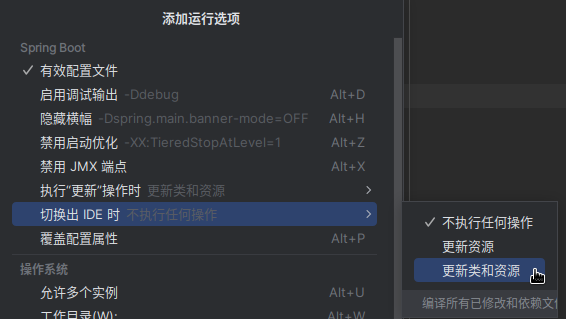 添加运行选项
Spring Boot
有效配置文件
启用调试输出 -Ddebug Alt+D
隐藏横幅 -Dspring.main.banner-mode=OFF Alt+H
禁用启动优化 -XX:TieredStopAtLevel=1 Alt+Z
禁用 JMX 端点 Alt+X
执行"更新"操作时 更新类和资源
切换出 IDE 时 不执行任何操作
覆盖配置属性 Alt+P
操作系统
允许多个实例 Alt+U
工作目录(W): Alt+W
不执行任何操作
更新资源
更新类和资源
编译所有已修改和依赖文